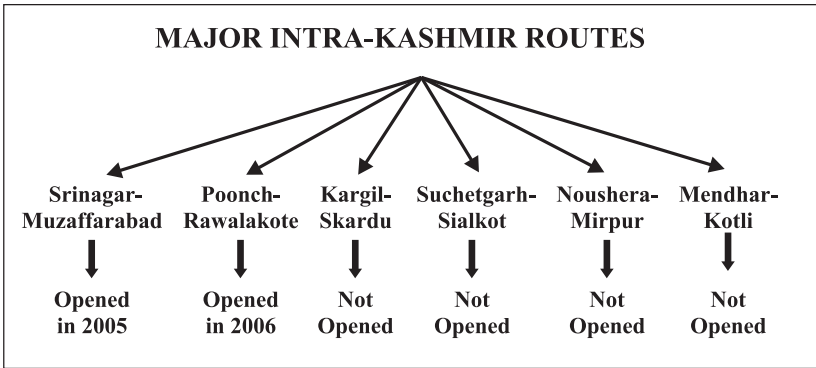 MAJOR INTRA-KASHMIR ROUTES
Srinagar-
Muzaffarabad
Poonch-
Rawalakote
Kargil-
Skardu
Suchetgarh-
Sialkot
Noushera-
Mirpur
Mendhar-
Kotli
Opened
in 2005
Opened
in 2006
Not
Opened
Not
Opened
Not
Opened
Not
Opened